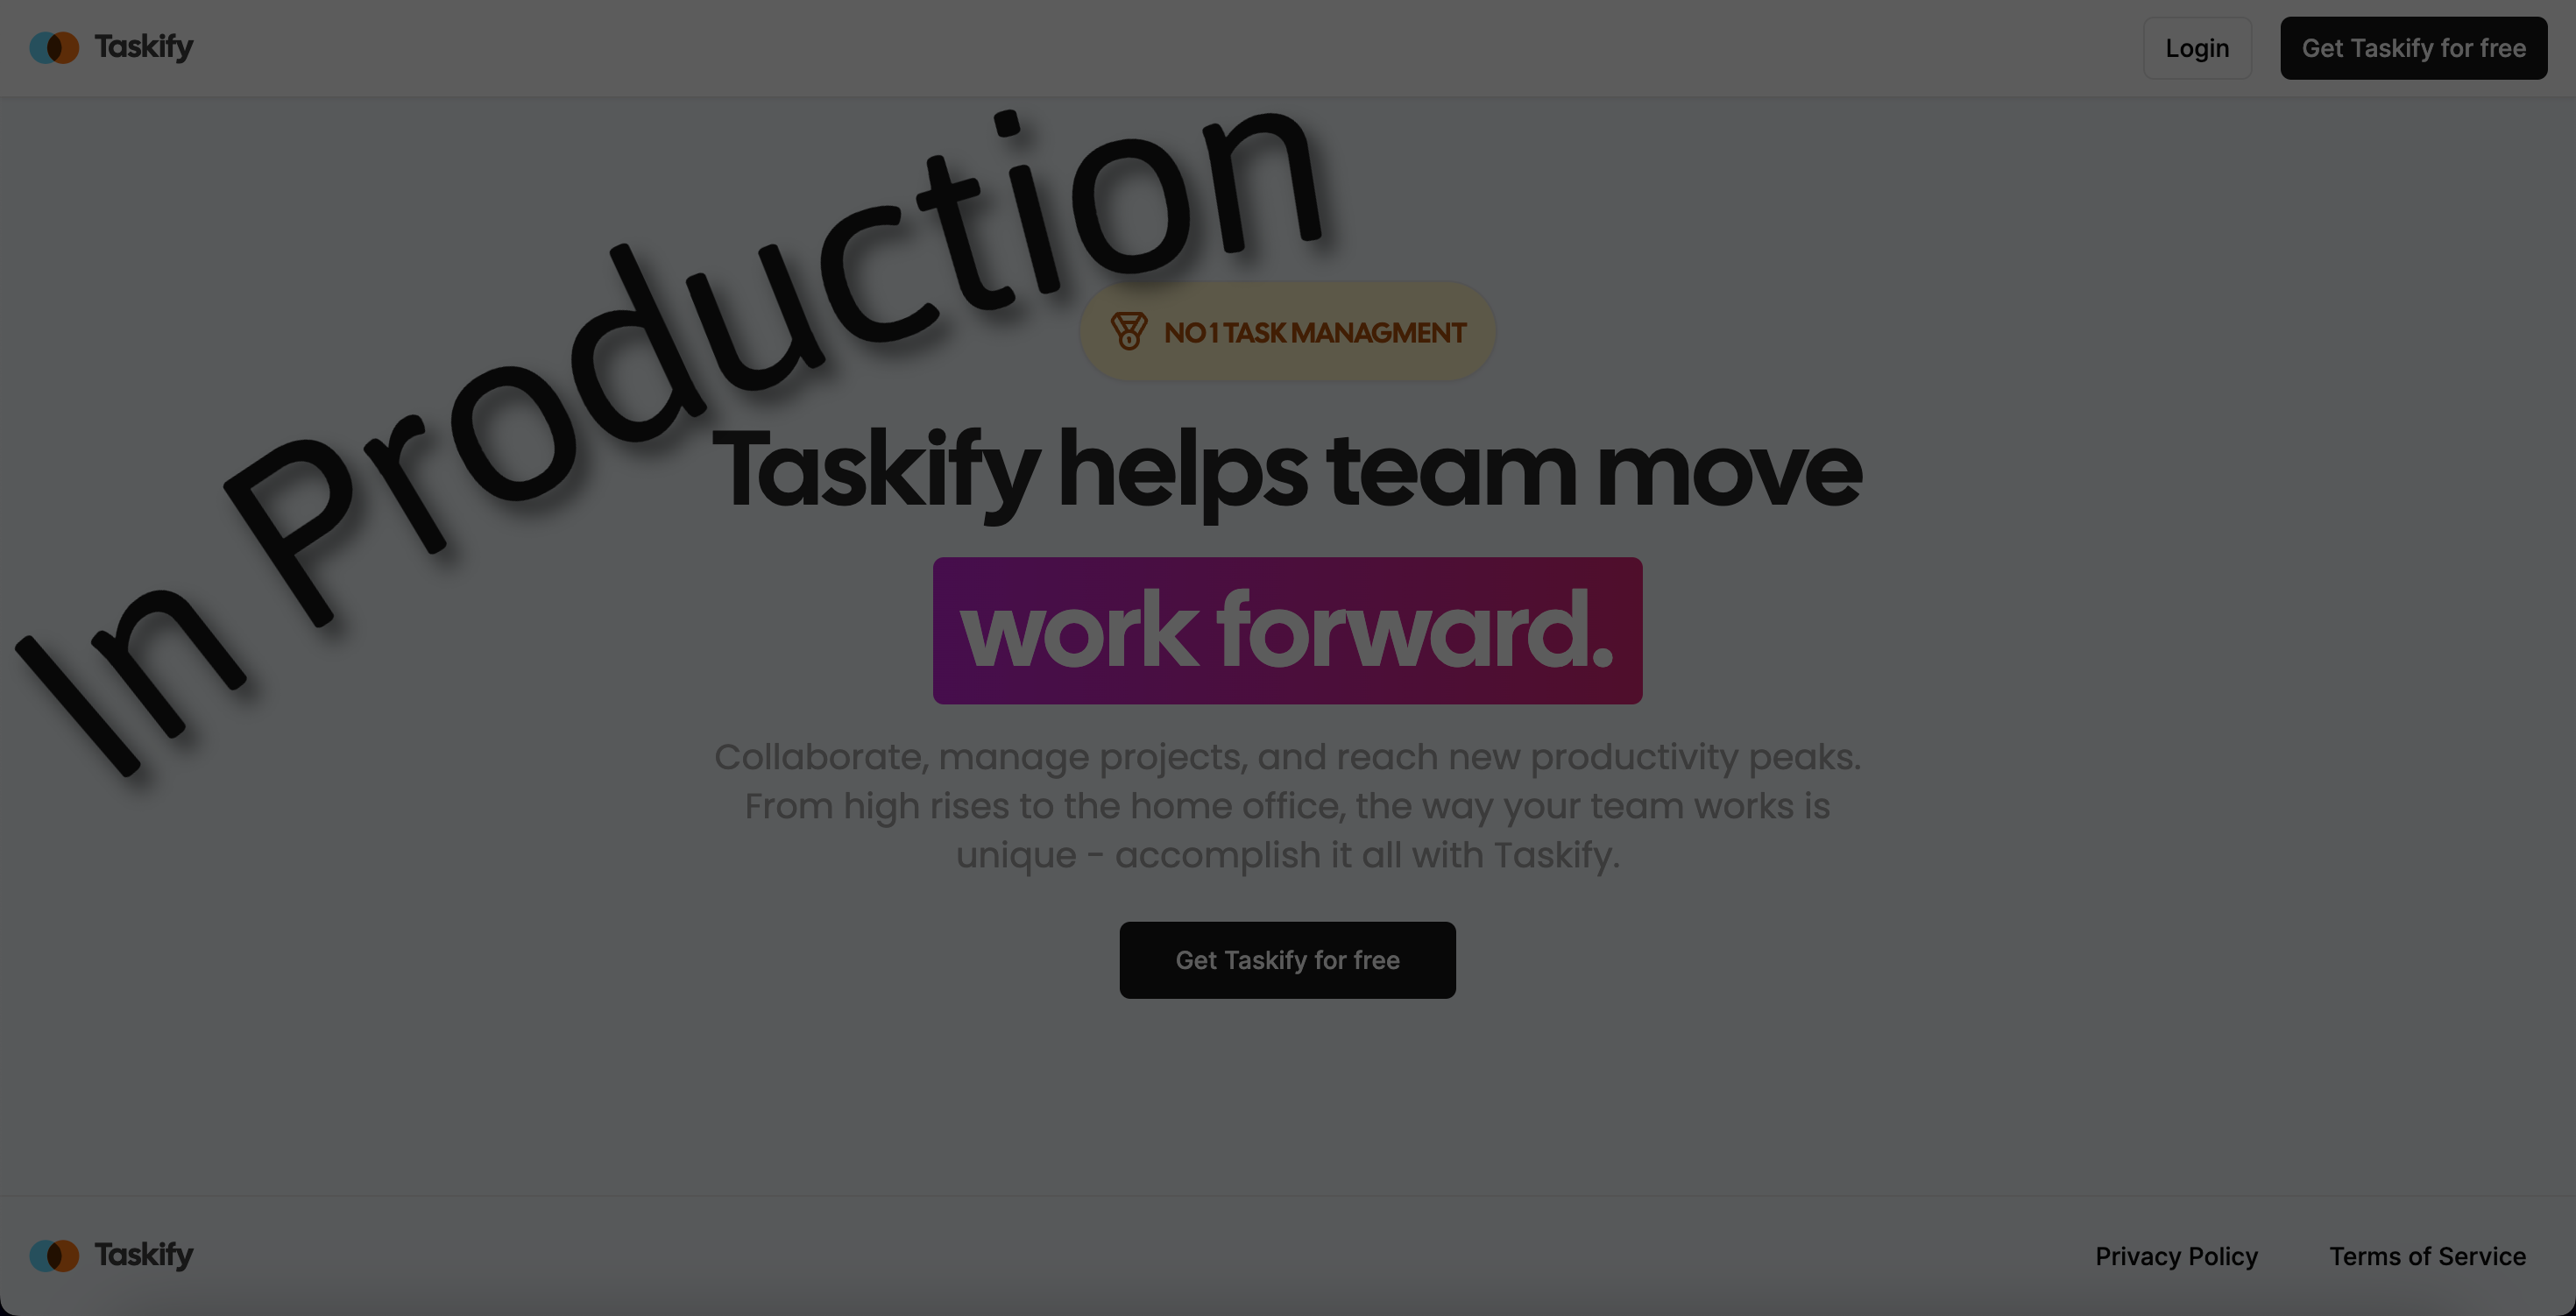 Taskify
Login
Get Taskify for free
In Production
NO 1 TASK MANAGMENT
Taskify helps team move
work forward.
Collaborate, manage projects, and reach new productivity peaks.
From high rises to the home office, the way your team works is
unique - accomplish it all with Taskify.
Get Taskify for free
Taskify
Privacy Policy
Terms of Service